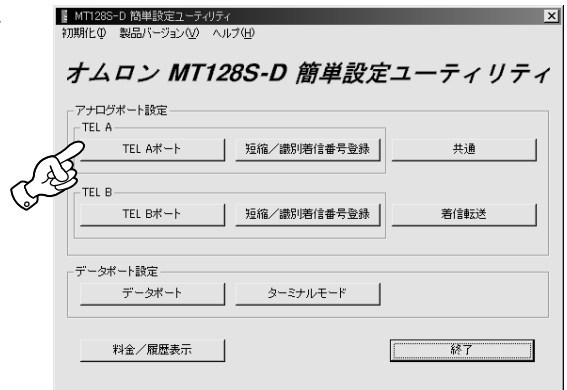 MT128S-D 簡単設定ユーティリティ
初期化(I) 製品バージョン(V) ヘルプ(H)
オムロン MT128S-D 簡単設定ユーティリティ
アナログポート設定
TEL A
TEL Aポート 短縮／識別着信番号登録 共通
TEL B
TEL Bポート 短縮／識別着信番号登録 着信転送
データポート設定
データポート ターミナルモード
料金／履歴表示 終了